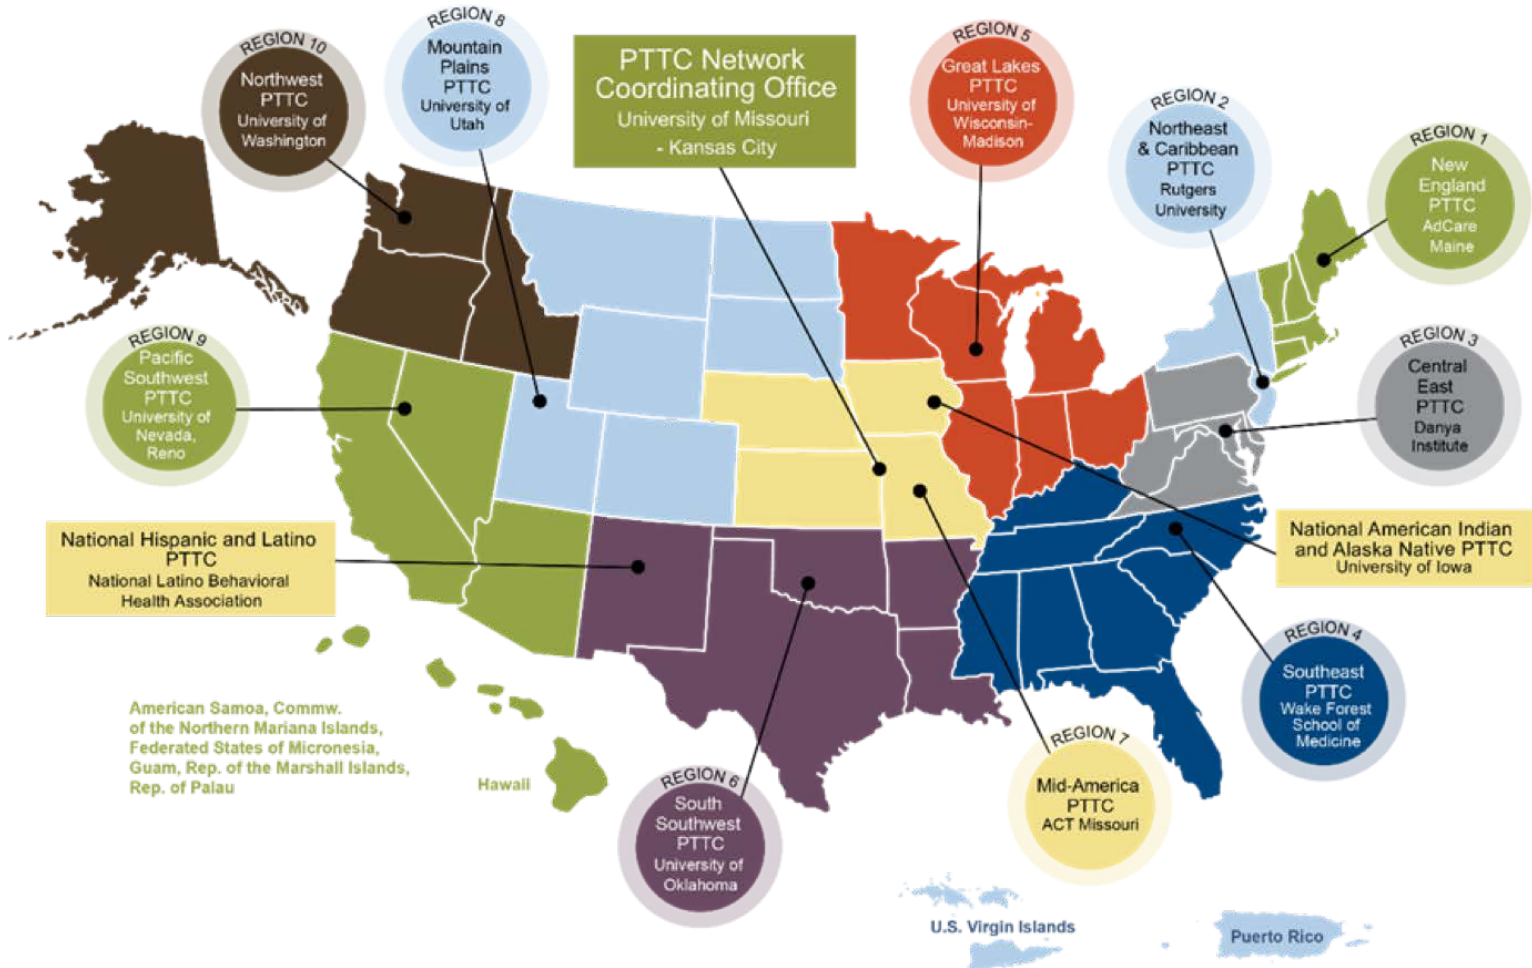 REGION 10
Northwest
PTTC
University of
Washington
REGION 8
Mountain
Plains
PTTC
University of
Utah
PTTC Network
Coordinating Office
University of Missouri
- Kansas City
REGION 5
Great Lakes
PTTC
University of
Wisconsin-
Madison
REGION 2
Northeast
& Caribbean
PTTC
Rutgers
University
REGION 1
New
England
PTTC
AdCare
Maine
REGION 9
Pacific
Southwest
PTTC
University of
Nevada,
Reno
REGION 3
Central
East
PTTC
Danya
Institute
National Hispanic and Latino
PTTC
National Latino Behavioral
Health Association
National American Indian
and Alaska Native PTTC
University of Iowa
REGION 4
Southeast
PTTC
Wake Forest
School of
Medicine
American Samoa, Commw.
of the Northern Mariana Islands,
Federated States of Micronesia,
Guam, Rep. of the Marshall Islands,
Rep. of Palau
Hawaii
REGION 6
South
Southwest
PTTC
University of
Oklahoma
REGION 7
Mid-America
PTTC
ACT Missouri
U.S. Virgin Islands
Puerto Rico